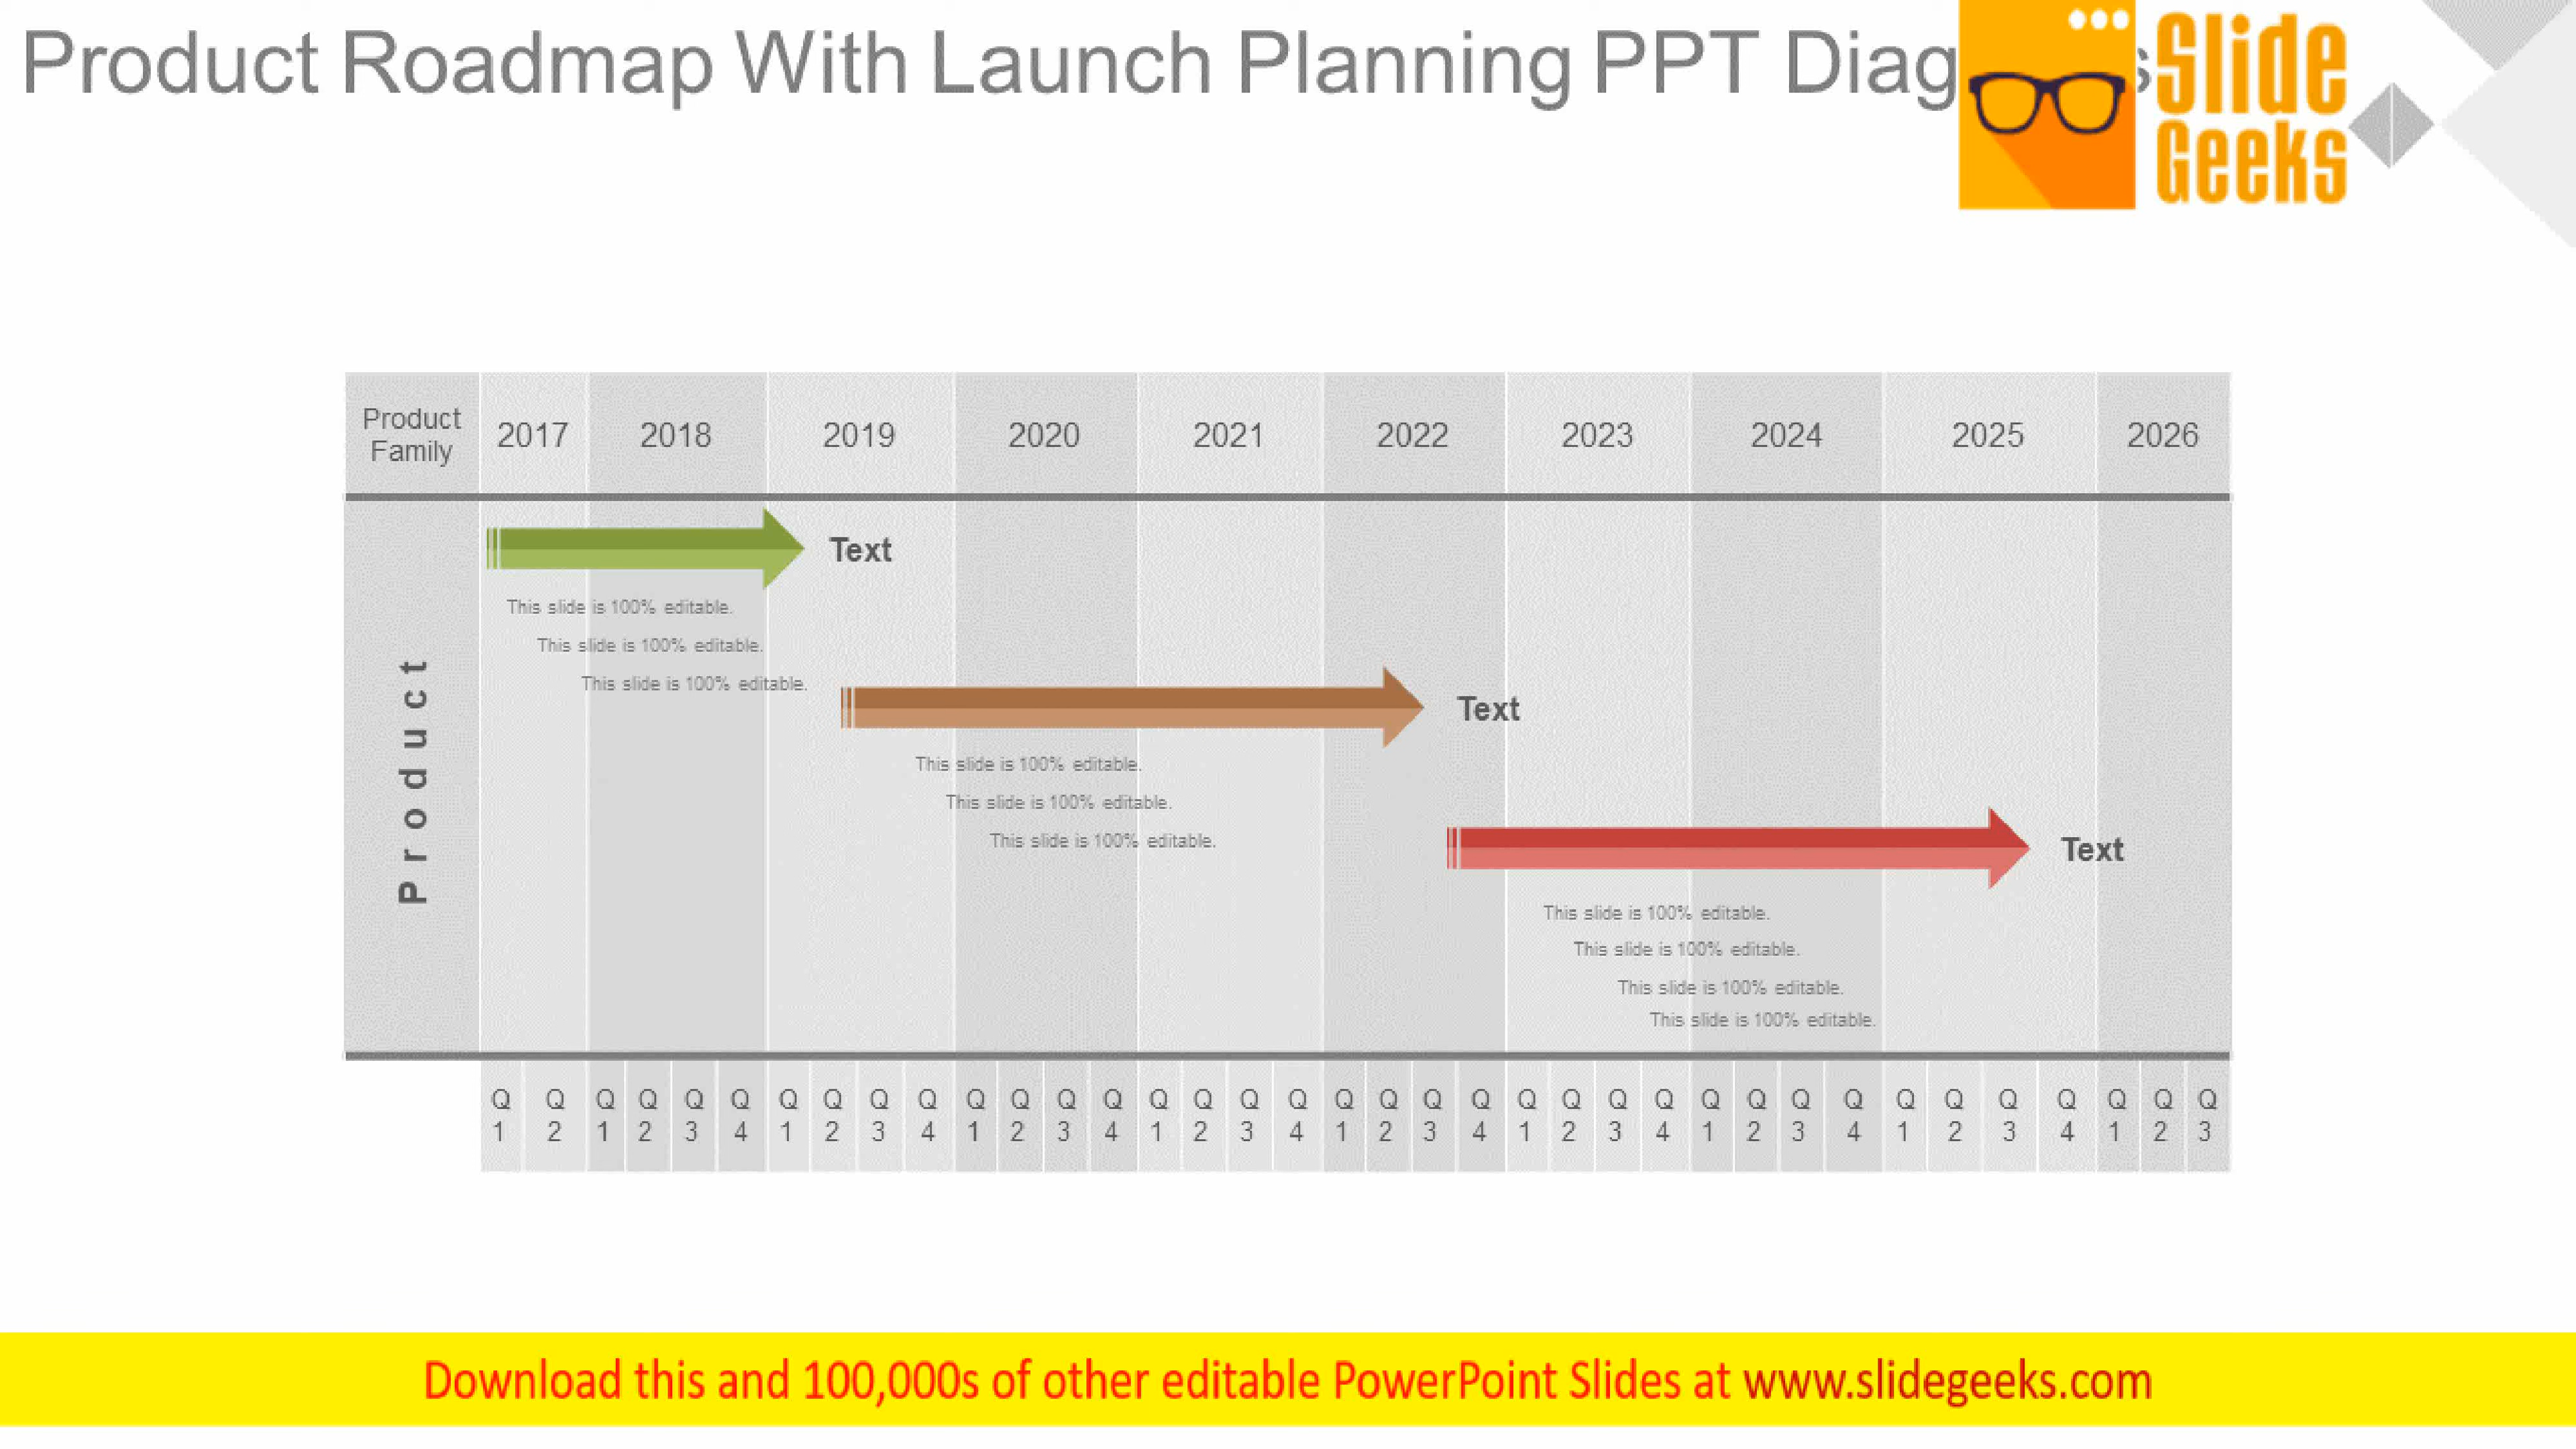 Product Roadmap With Launch Planning PPT Diag
Slide
Geeks
Product
Family
2017 2018 2019 2020 2021 2022 2023 2024 2025 2026
Product
Text
This slide is 100% editable.
This slide is 100% editable.
This slide is 100% editable.
Text
This slide is 100% editable.
This slide is 100% editable.
This slide is 100% editable.
Text
This slide is 100% editable.
This slide is 100% editable.
This slide is 100% editable.
This slide is 100% editable.
Q Q Q Q Q Q Q Q Q Q Q Q Q Q Q Q Q Q Q Q Q Q Q Q Q Q Q Q Q Q Q Q Q Q Q Q Q
1 2 1 2 3 4 1 2 3 4 1 2 3 4 1 2 3 4 1 2 3 4 1 2 3 4 1 2 3 4 1 2 3 4 1 2 3
Download this and 100,000s of other editable PowerPoint Slides at www.slidegeeks.com